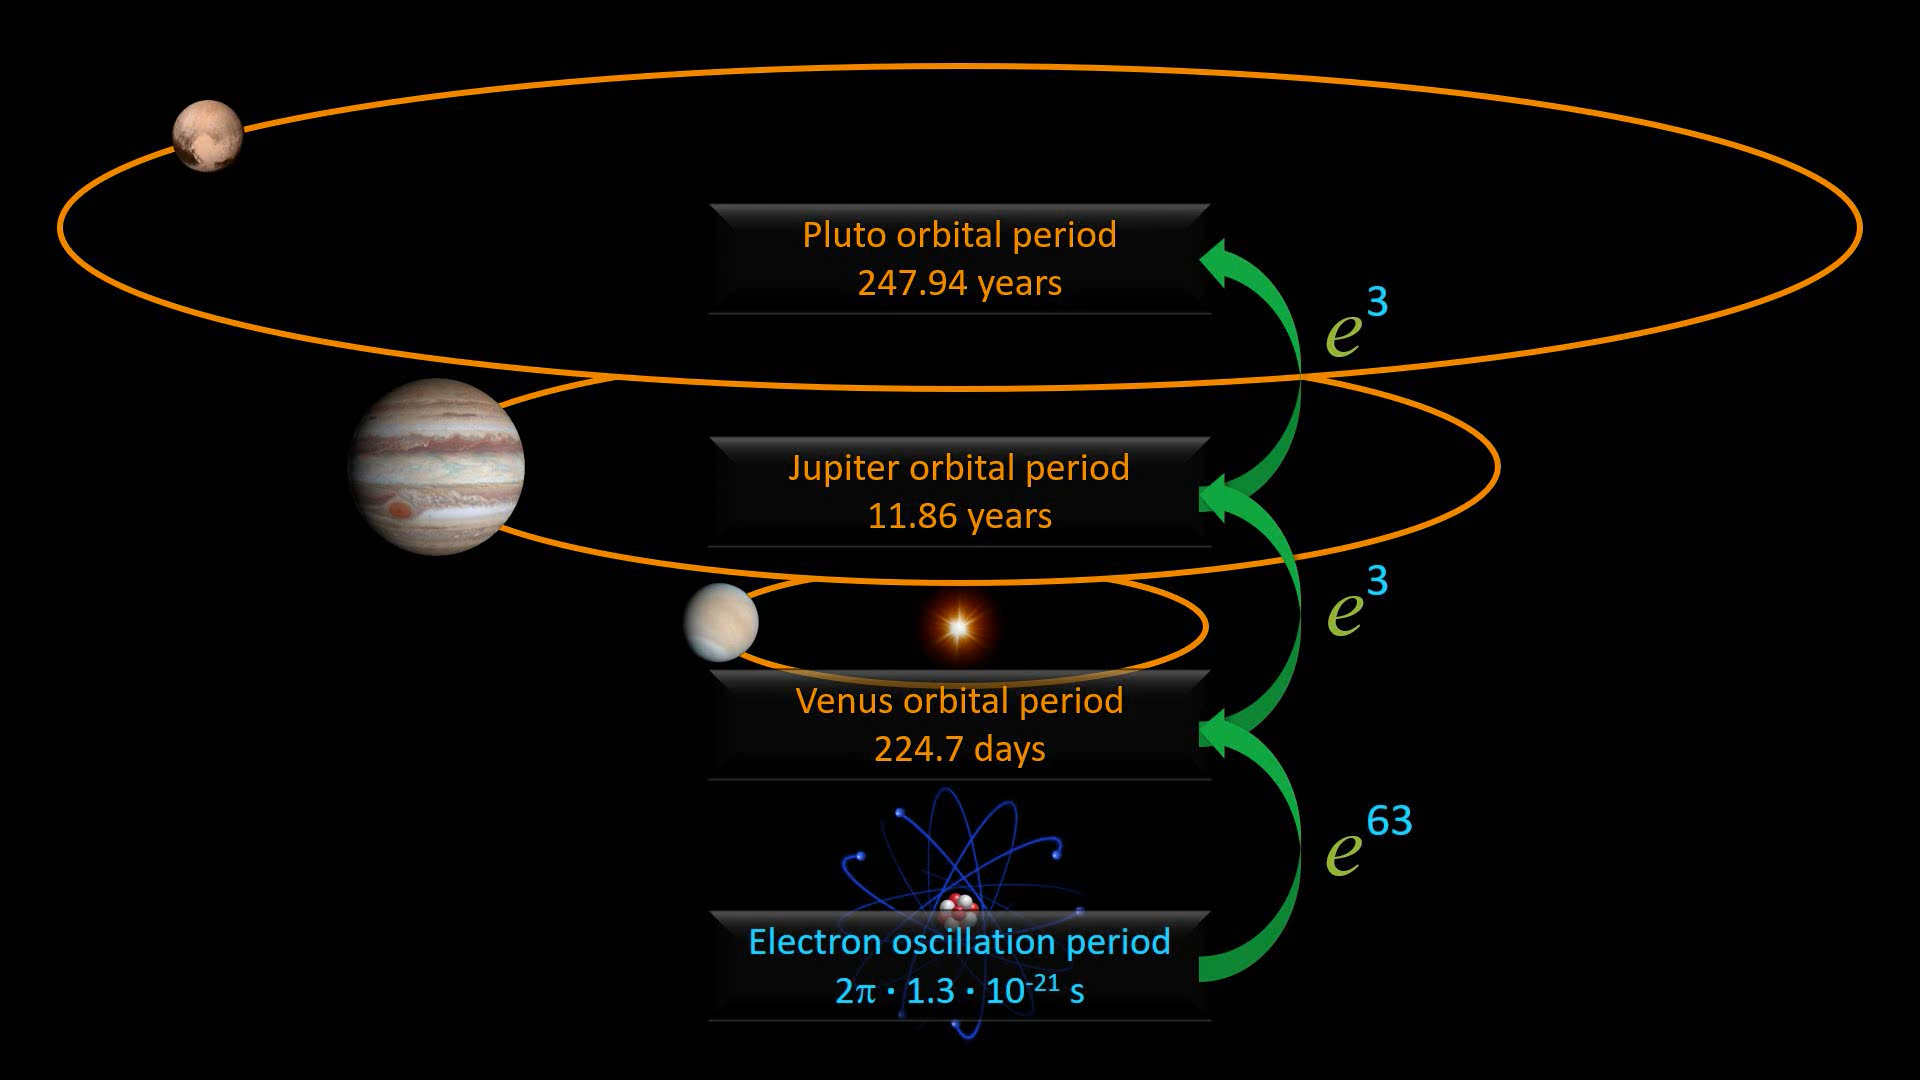 Pluto orbital period
247.94 years
e³
Jupiter orbital period
11.86 years
e³
Venus orbital period
224.7 days
e⁶³
Electron oscillation period
2π · 1.3 · 10⁻²¹ s